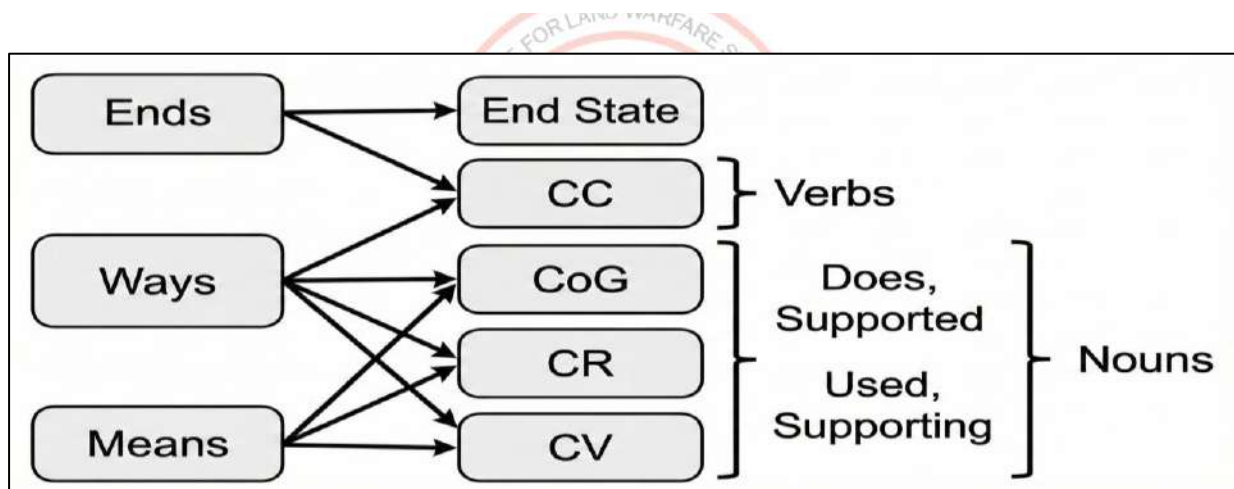 FOR LAND WARFARE S
Ends
End State
CC
Verbs
Ways
CoG
Does,
Supported
CR
Used,
Supporting
Nouns
Means
CV